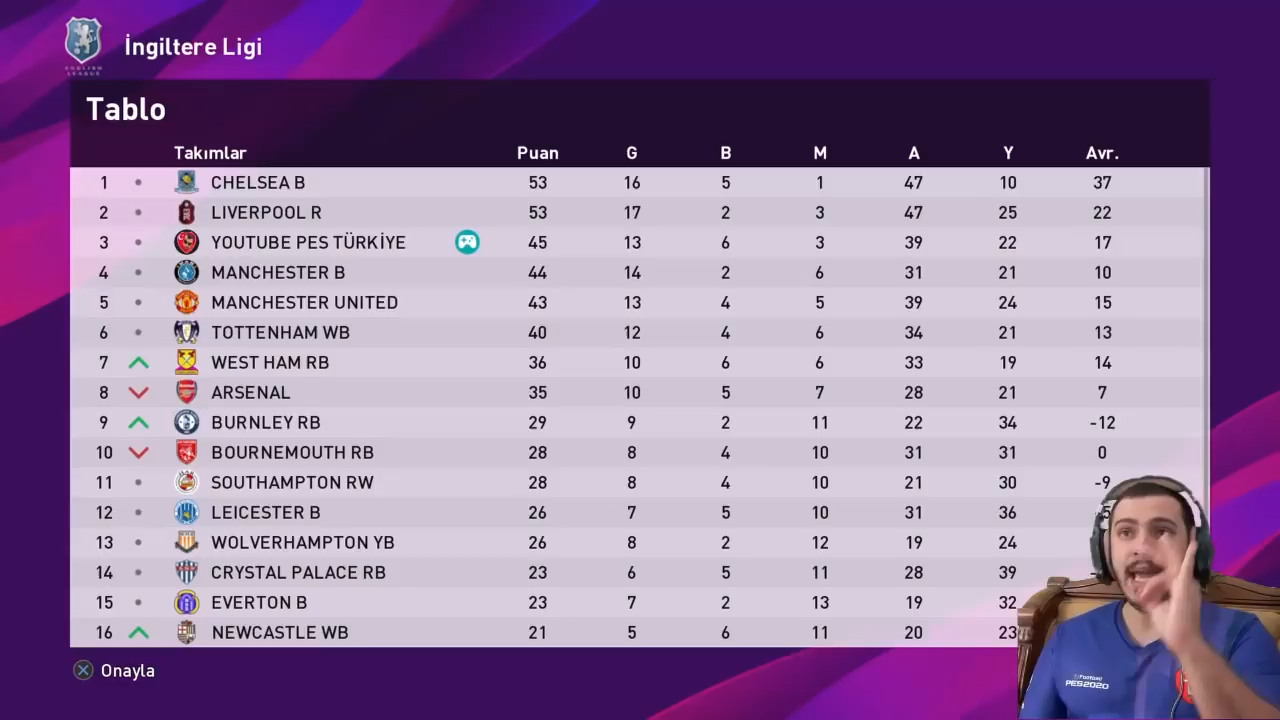 İngiltere Ligi
ENGLISH
LEAGUE
Tablo
Takımlar Puan G B M A Y Avr.
1 CHELSEA B 53 16 5 1 47 10 37
2 LIVERPOOL R 53 17 2 3 47 25 22
3 YOUTUBE PES TÜRKİYE 45 13 6 3 39 22 17
4 MANCHESTER B 44 14 2 6 31 21 10
5 MANCHESTER UNITED 43 13 4 5 39 24 15
6 TOTTENHAM WB 40 12 4 6 34 21 13
7 WEST HAM RB 36 10 6 6 33 19 14
8 ARSENAL 35 10 5 7 28 21 7
9 BURNLEY RB 29 9 2 11 22 34 -12
10 BOURNEMOUTH RB 28 8 4 10 31 31 0
11 SOUTHAMPTON RW 28 8 4 10 21 30 -9
12 LEICESTER B 26 7 5 10 31 36
13 WOLVERHAMPTON YB 26 8 2 12 19 24
14 CRYSTAL PALACE RB 23 6 5 11 28 39
15 EVERTON B 23 7 2 13 19 32
16 NEWCASTLE WB 21 5 6 11 20 23
Onayla
eFootball
PES2020